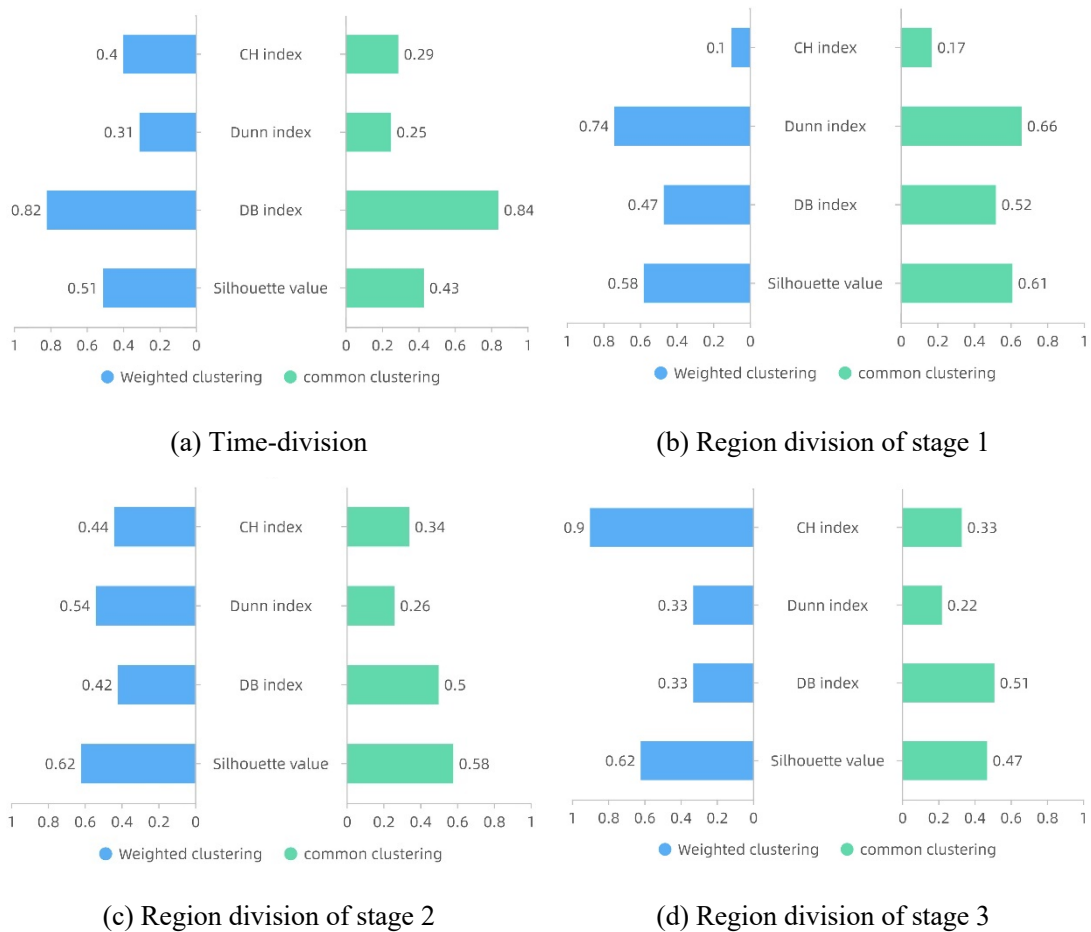 0.4 CH index 0.29
0.31 Dunn index 0.25
0.82 DB index 0.84
0.51 Silhouette value 0.43
1 0.8 0.6 0.4 0.2 0 0 0.2 0.4 0.6 0.8 1
Weighted clustering common clustering
(a) Time-division
0.1 CH index 0.17
0.74 Dunn index 0.66
0.47 DB index 0.52
0.58 Silhouette value 0.61
1 0.8 0.6 0.4 0.2 0 0 0.2 0.4 0.6 0.8 1
Weighted clustering common clustering
(b) Region division of stage 1
0.44 CH index 0.34
0.54 Dunn index 0.26
0.42 DB index 0.5
0.62 Silhouette value 0.58
1 0.8 0.6 0.4 0.2 0 0 0.2 0.4 0.6 0.8 1
Weighted clustering common clustering
(c) Region division of stage 2
0.9 CH index 0.33
0.33 Dunn index 0.22
0.33 DB index 0.51
0.62 Silhouette value 0.47
1 0.8 0.6 0.4 0.2 0 0 0.2 0.4 0.6 0.8 1
Weighted clustering common clustering
(d) Region division of stage 3